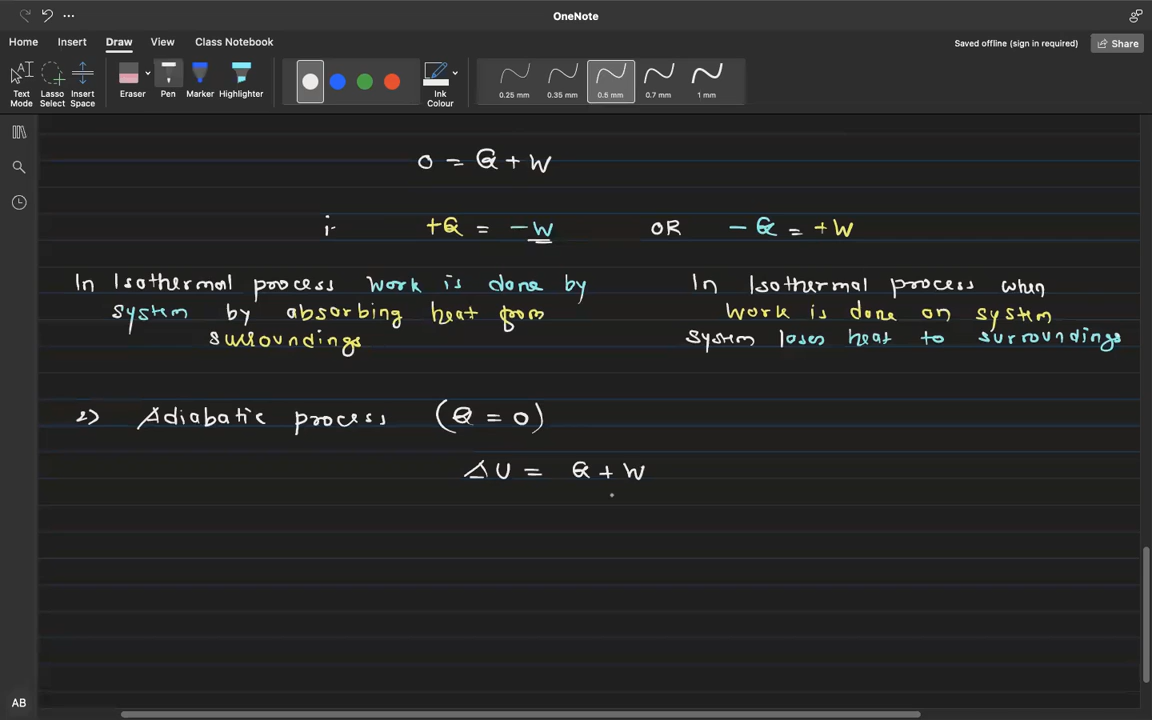 OneNote
Home Insert Draw View Class Notebook
Saved offline (sign in required) Share
Text Mode Lasso Select Insert Space Eraser Pen Marker Highlighter Ink Colour 0.25 mm 0.35 mm 0.5 mm 0.7 mm 1 mm
0 = Q + W
+Q = -W OR -Q = +W
In Isothermal process work is done by
system by absorbing heat from
surroundings
In Isothermal process when
work is done on system
system loses heat to surroundings
2) Adiabatic process (Q = 0)
ΔU = Q + W
AB